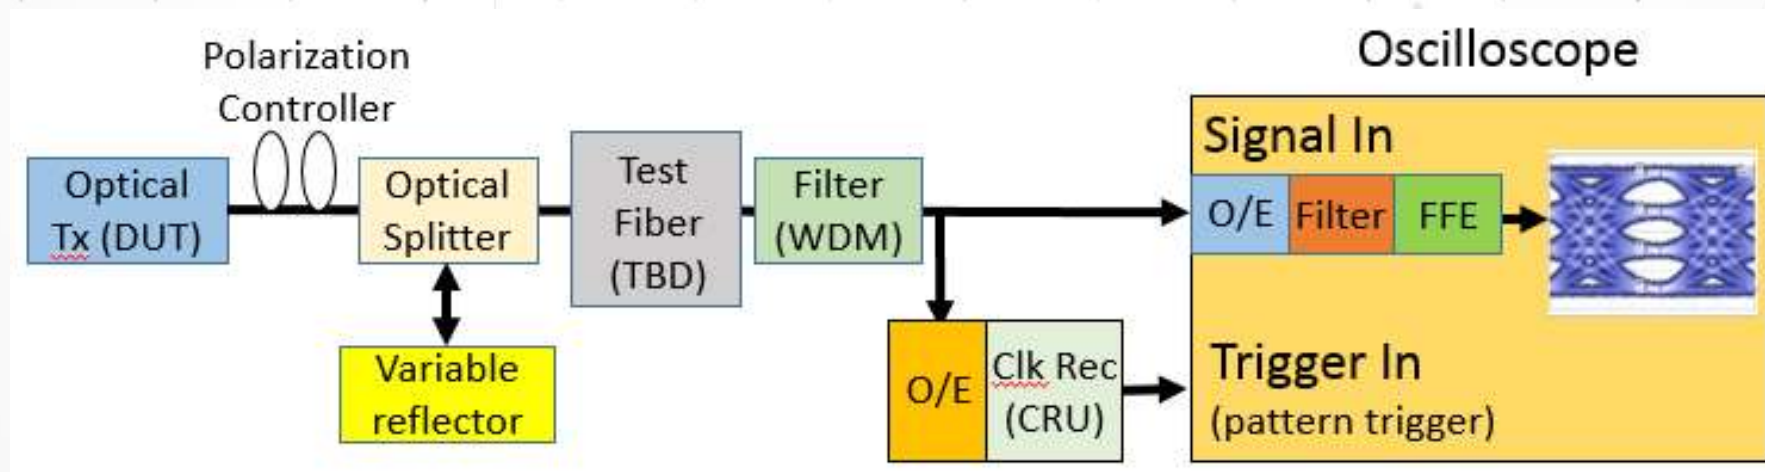 Polarization
Controller
Oscilloscope
Optical
Tx (DUT)
Optical
Splitter
Test
Fiber
(TBD)
Filter
(WDM)
Signal In
O/E
Filter
FFE
Variable
reflector
O/E
Clk Rec
(CRU)
Trigger In
(pattern trigger)